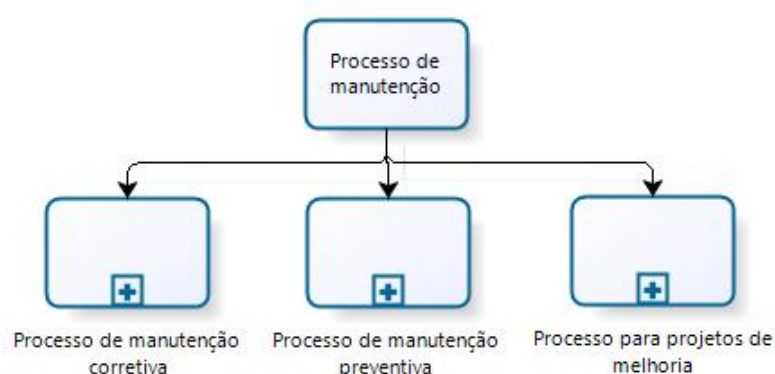 Processo de
manutenção
Processo de manutenção
corretiva
Processo de manutenção
preventiva
Processo para projetos de
melhoria